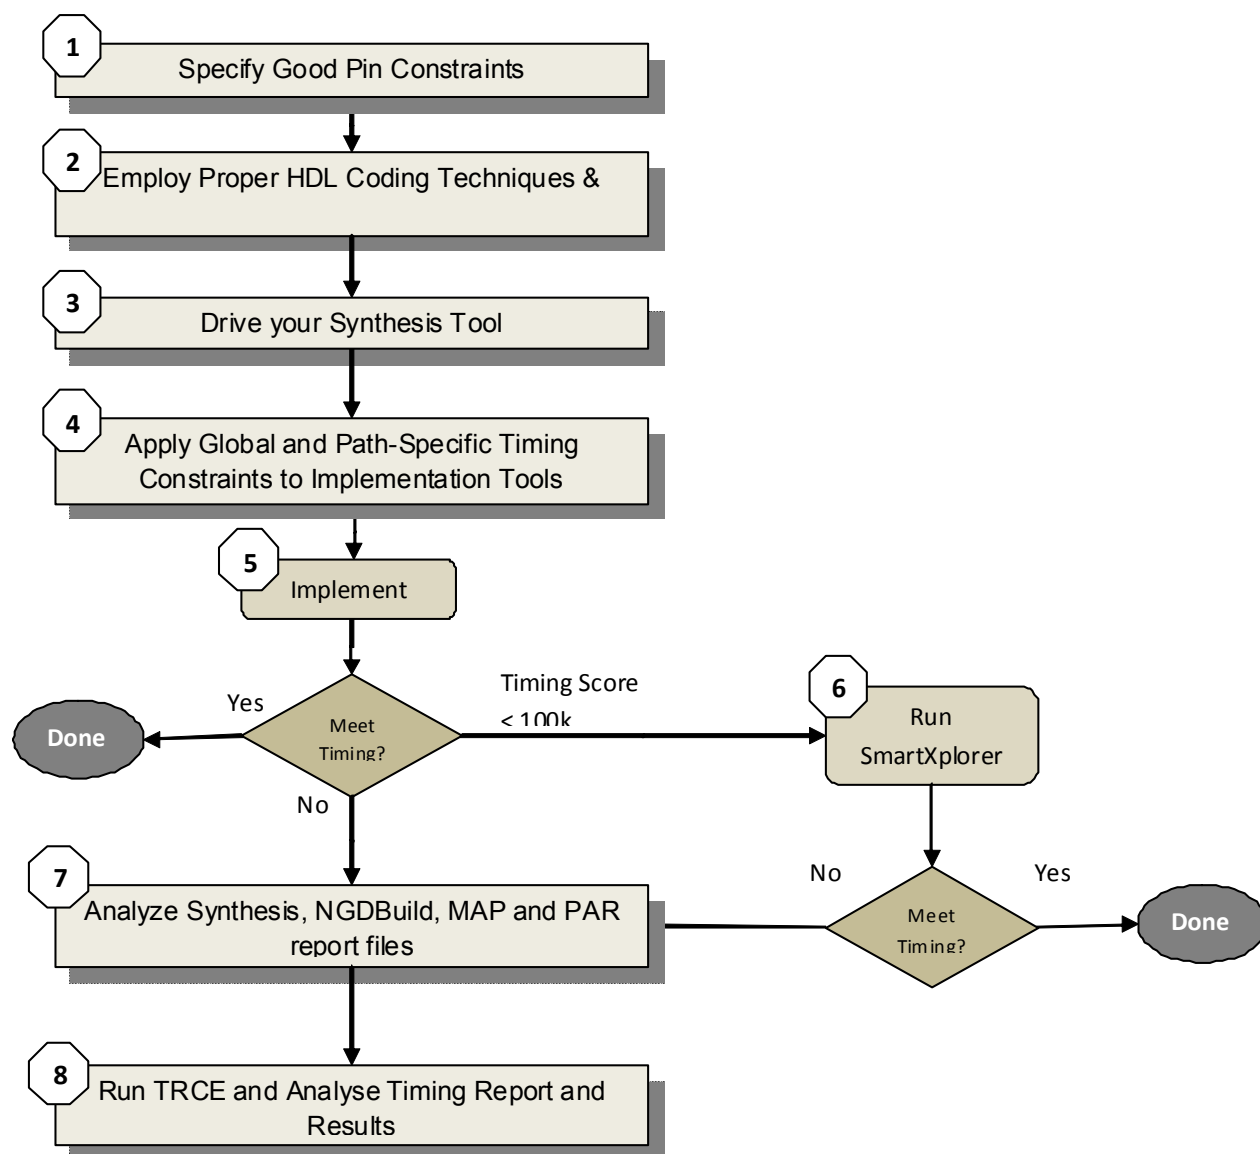 1
Specify Good Pin Constraints
2
Employ Proper HDL Coding Techniques &
3
Drive your Synthesis Tool
4
Apply Global and Path-Specific Timing
Constraints to Implementation Tools
5
Implement
Yes
Timing Score
< 100k
6
Run
SmartXplorer
Done
Meet
Timing?
No
7
Analyze Synthesis, NGDBuild, MAP and PAR
report files
No
Yes
Meet
Timing?
Done
8
Run TRCE and Analyse Timing Report and
Results